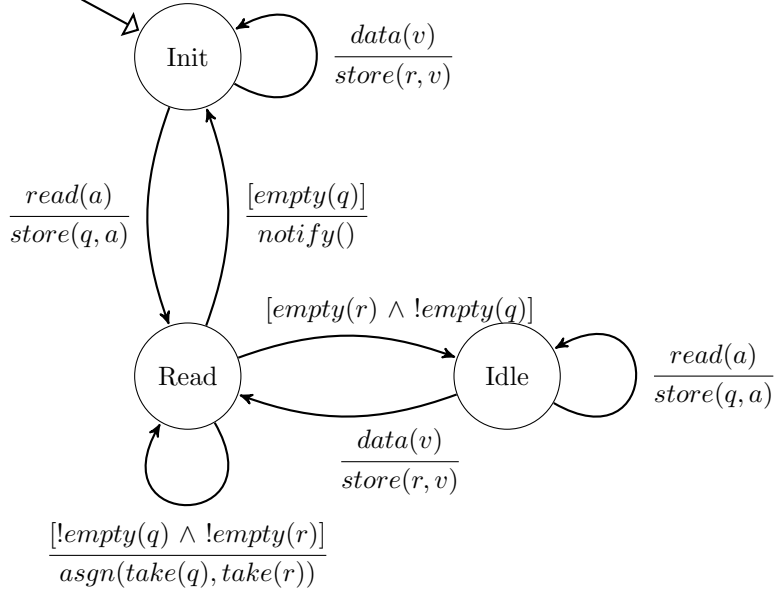 Init
data(v)
store(r, v)
read(a)
store(q, a)
[empty(q)]
notify()
[empty(r) ∧ !empty(q)]
Read
Idle
read(a)
store(q, a)
data(v)
store(r, v)
[!empty(q) ∧ !empty(r)]
asgn(take(q), take(r))